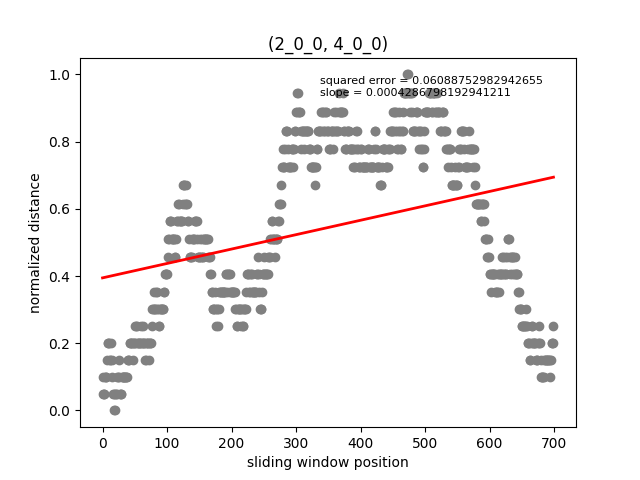 (2_0_0, 4_0_0)
squared error = 0.06088752982942655
slope = 0.0004286798192941211
normalized distance
1.0
0.8
0.6
0.4
0.2
0.0
0 100 200 300 400 500 600 700
sliding window position